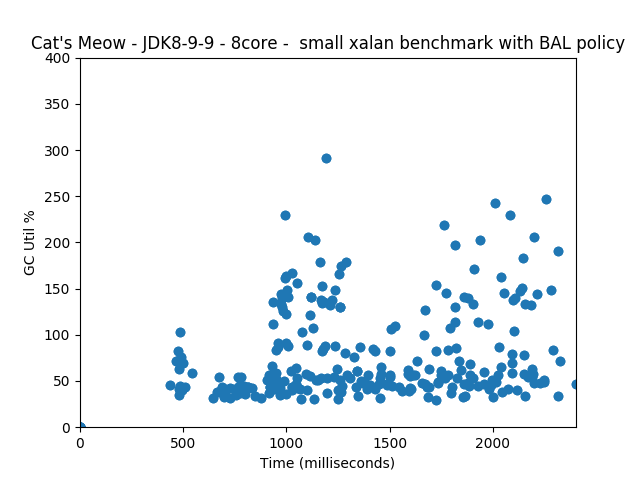 Cat's Meow - JDK8-9-9 - 8core -  small xalan benchmark with BAL policy
400
350
300
250
200
150
100
50
0
GC Util %
0 500 1000 1500 2000
Time (milliseconds)